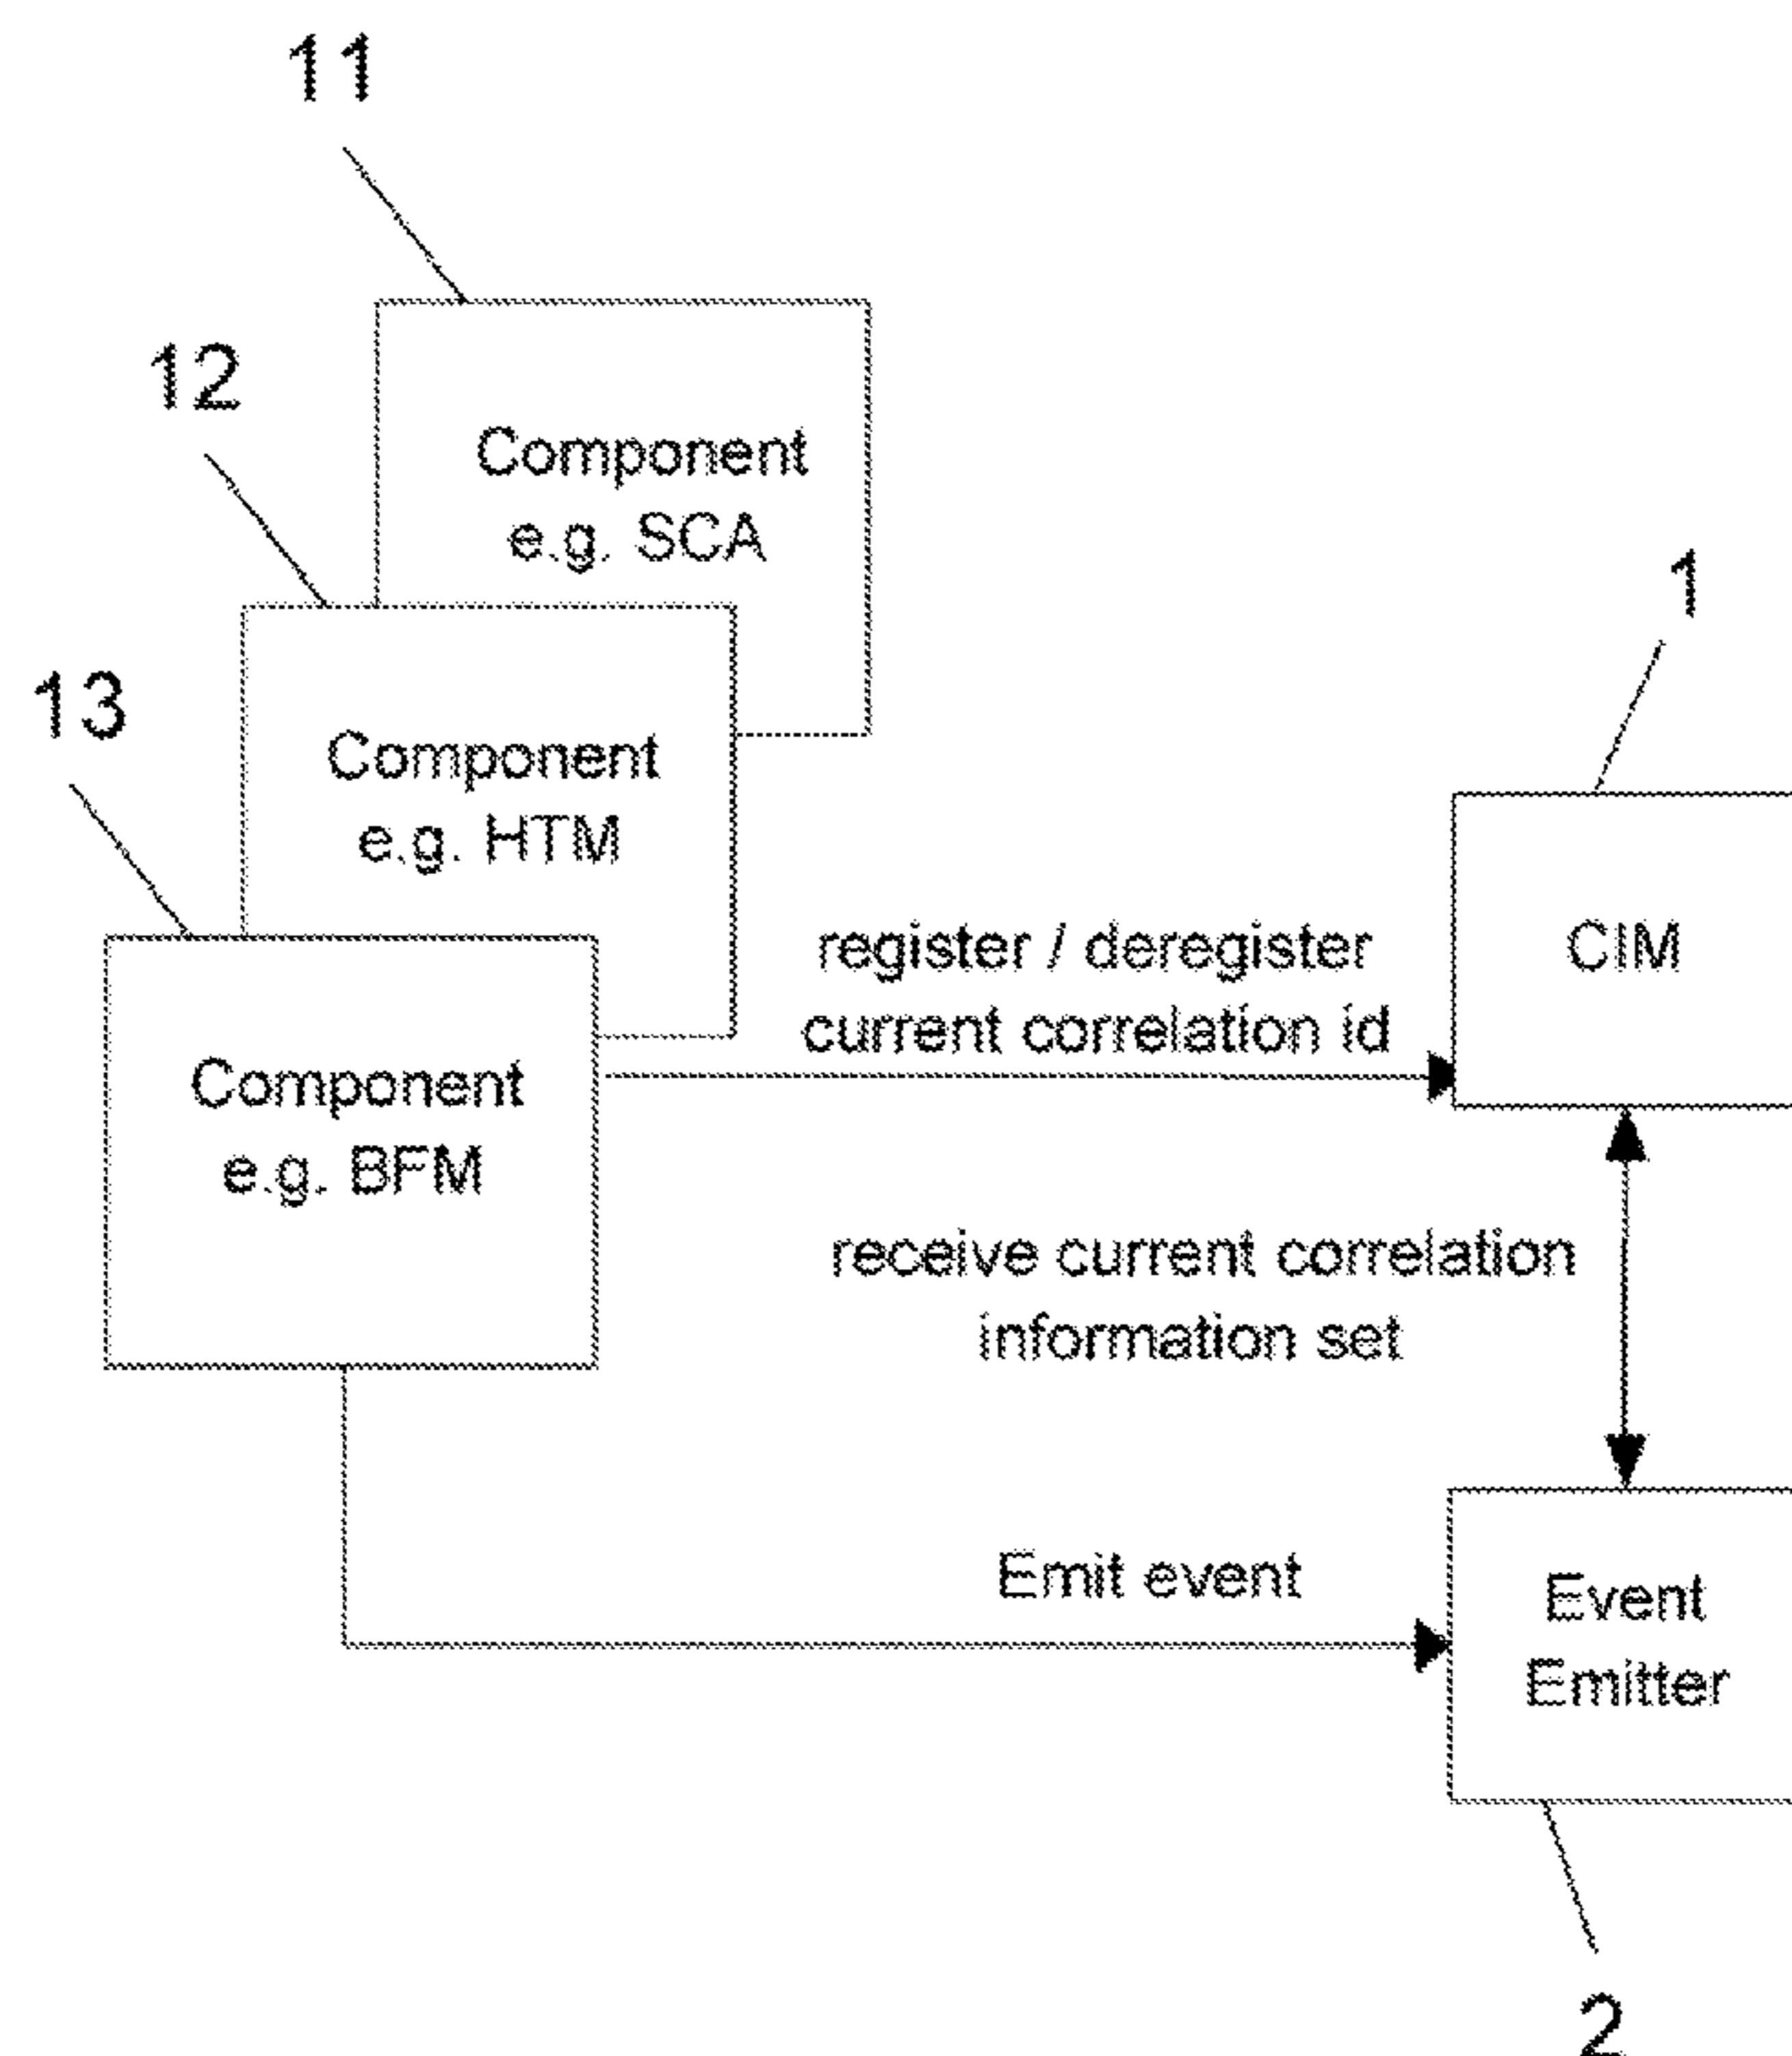 11
Component
e.g. SCA
12
Component
e.g. HTM
13
Component
e.g. BFM
register / deregister
current correlation id
1
CIM
receive current correlation
information set
Emit event
Event
Emitter
2